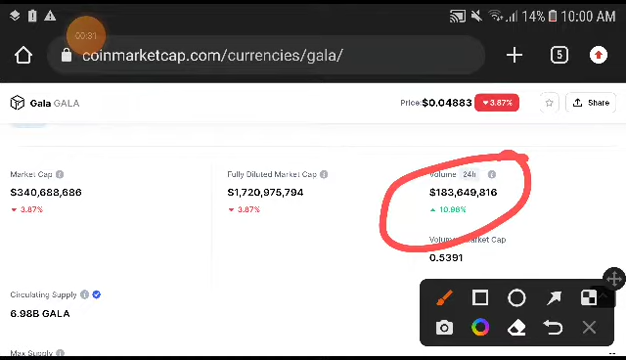 14% 10:00 AM
00:31
coinmarketcap.com/currencies/gala/
5
Gala GALA
Price:$0.04883 ▾3.87%
Share
Market Cap
Fully Diluted Market Cap
Volume 24h
$340,688,686
$1,720,975,794
$183,649,816
▾ 3.87%
▾ 3.87%
▴ 10.96%
Market Cap
0.5391
Circulating Supply
6.98B GALA
Max Supply
--